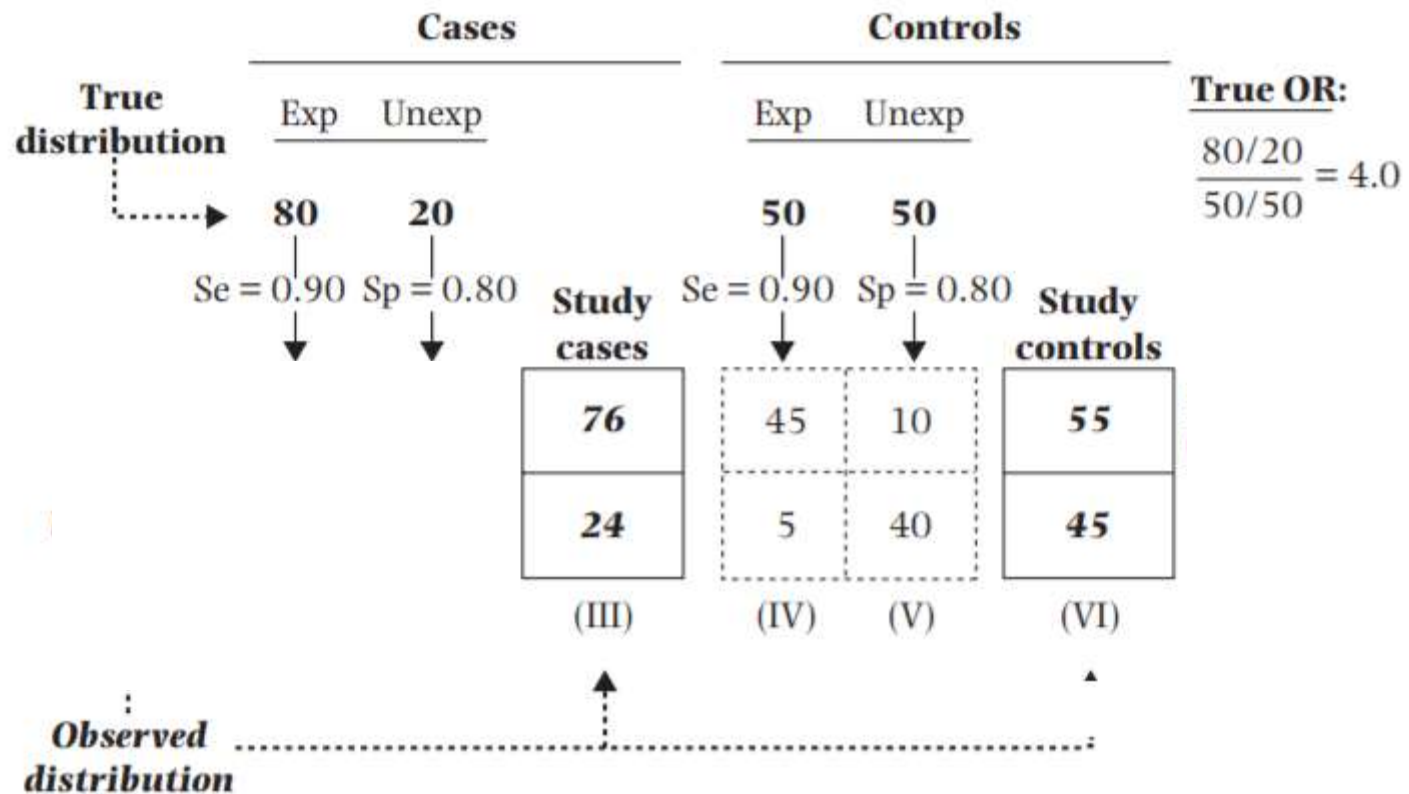 Cases Controls
True distribution
Exp Unexp Exp Unexp
True OR:
80/20
50/50
= 4.0
80 20 50 50
Se = 0.90 Sp = 0.80 Se = 0.90 Sp = 0.80
Study cases
Study controls
76 45 10 55
24 5 40 45
(III) (IV) (V) (VI)
Observed distribution